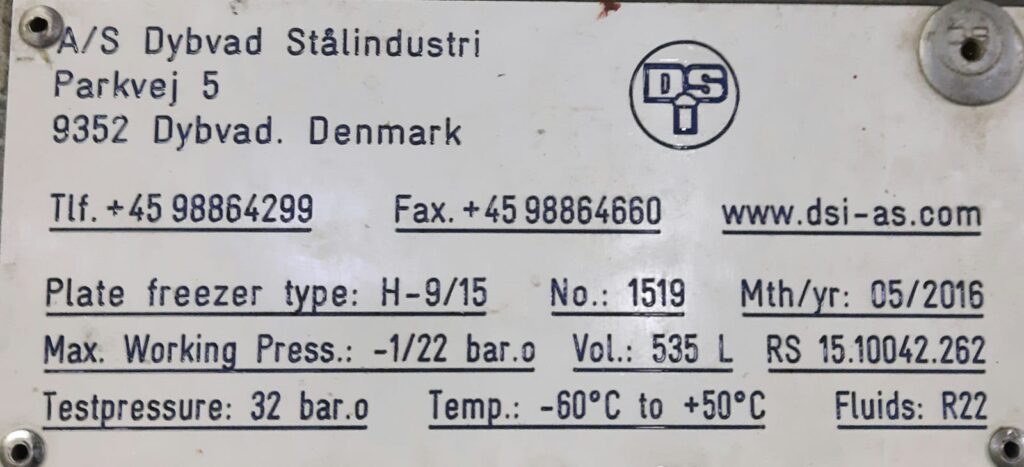 A/S Dybvad Stålindustri
Parkvej 5
9352 Dybvad. Denmark
DSI
Tlf. +45 98864299 Fax. +45 98864660 www.dsi-as.com
Plate freezer type: H-9/15 No.: 1519 Mth/yr: 05/2016
Max. Working Press.: -1/22 bar.o Vol.: 535 L RS 15.10042.262
Testpressure: 32 bar.o Temp.: -60°C to +50°C Fluids: R22